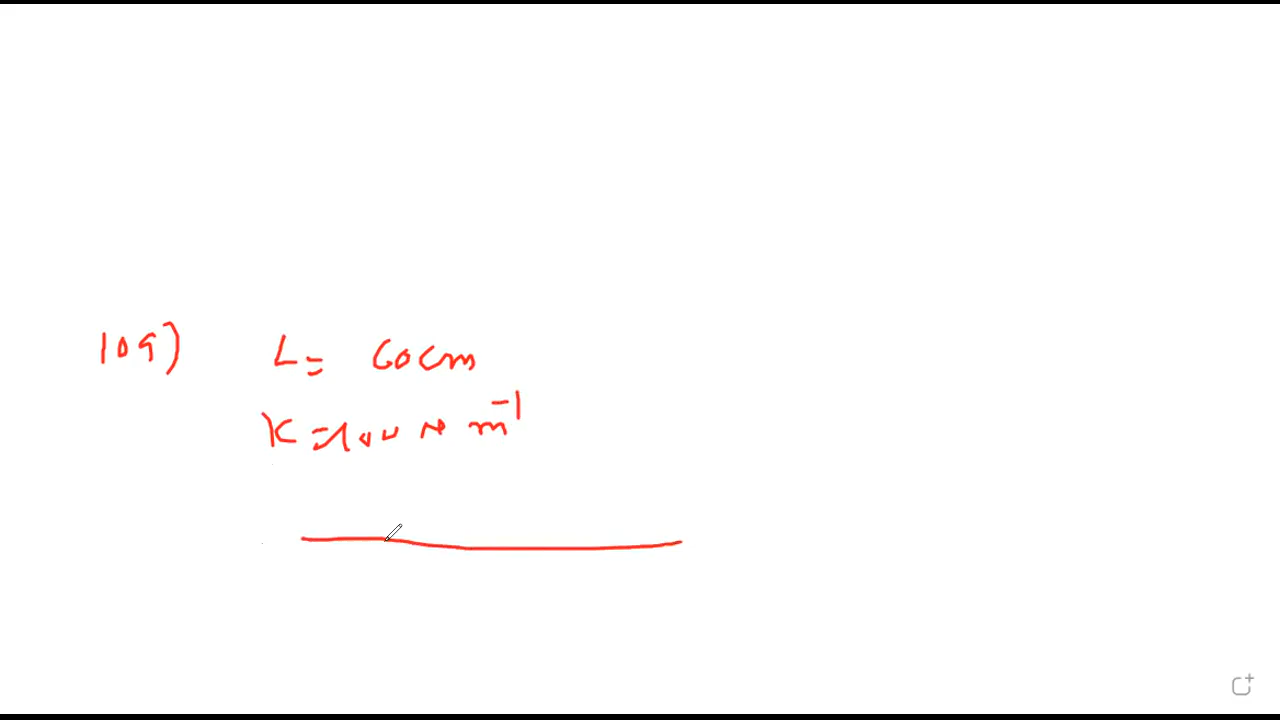 109) L = 60cm
K = 100 N m⁻¹